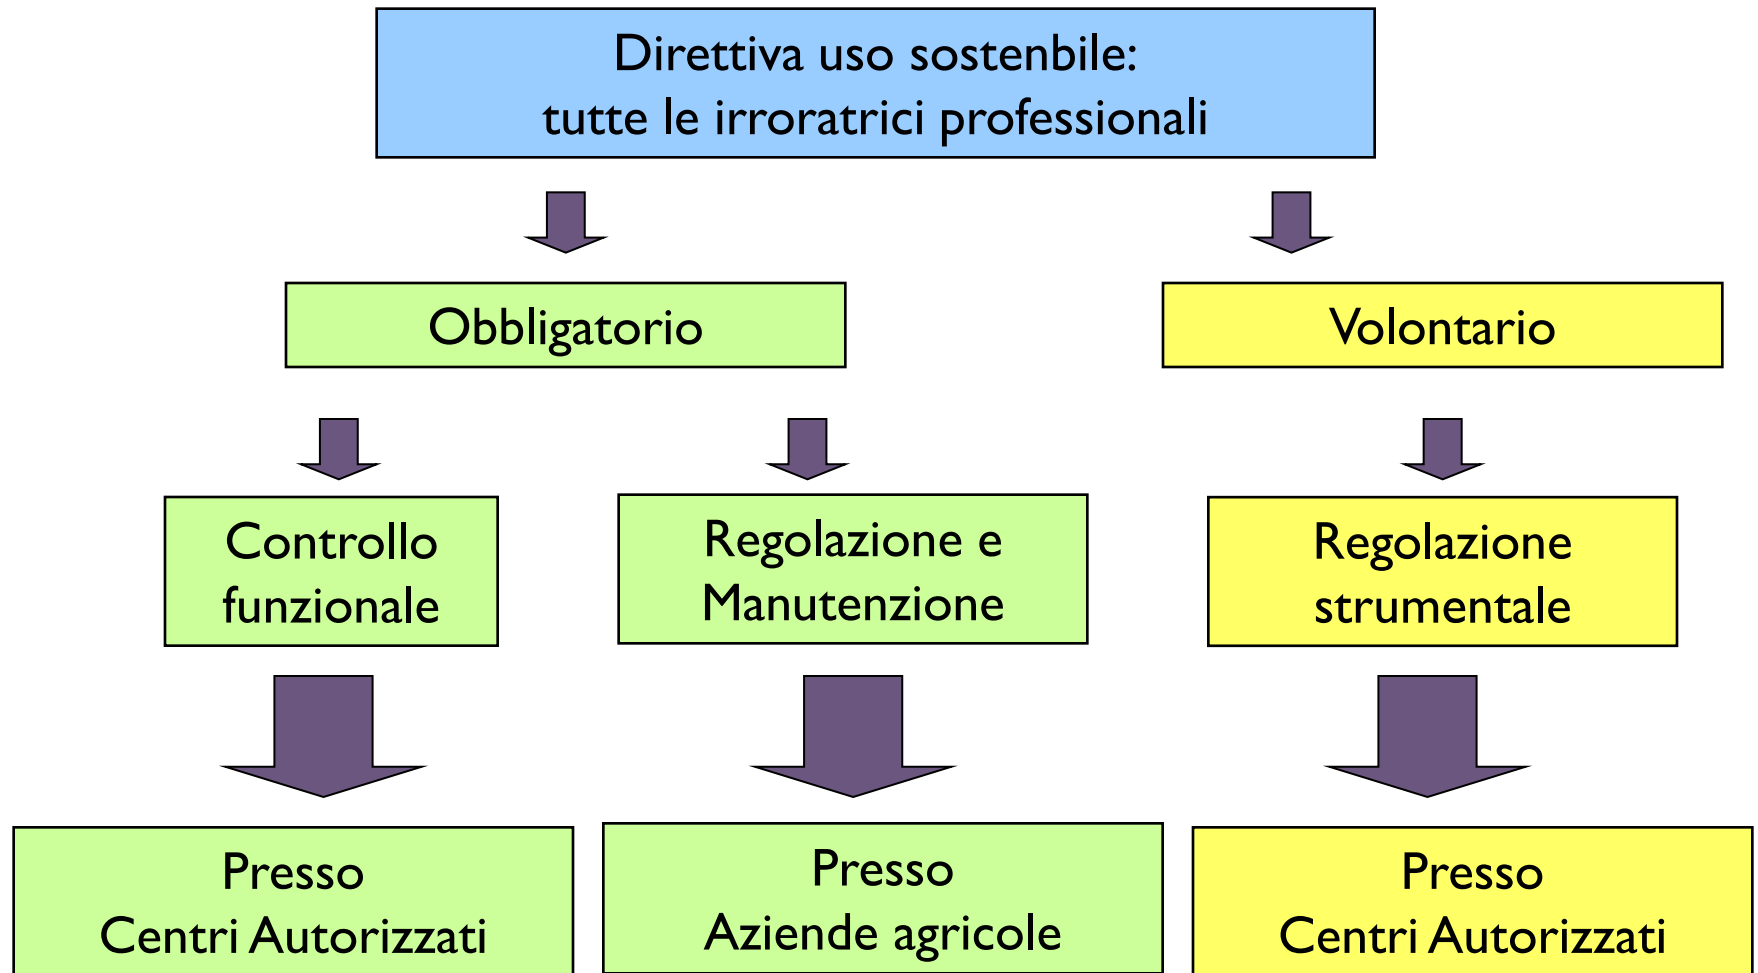 Direttiva uso sostenbile:
tutte le irroratrici professionali
Obbligatorio
Volontario
Controllo
funzionale
Regolazione e
Manutenzione
Regolazione
strumentale
Presso
Centri Autorizzati
Presso
Aziende agricole
Presso
Centri Autorizzati